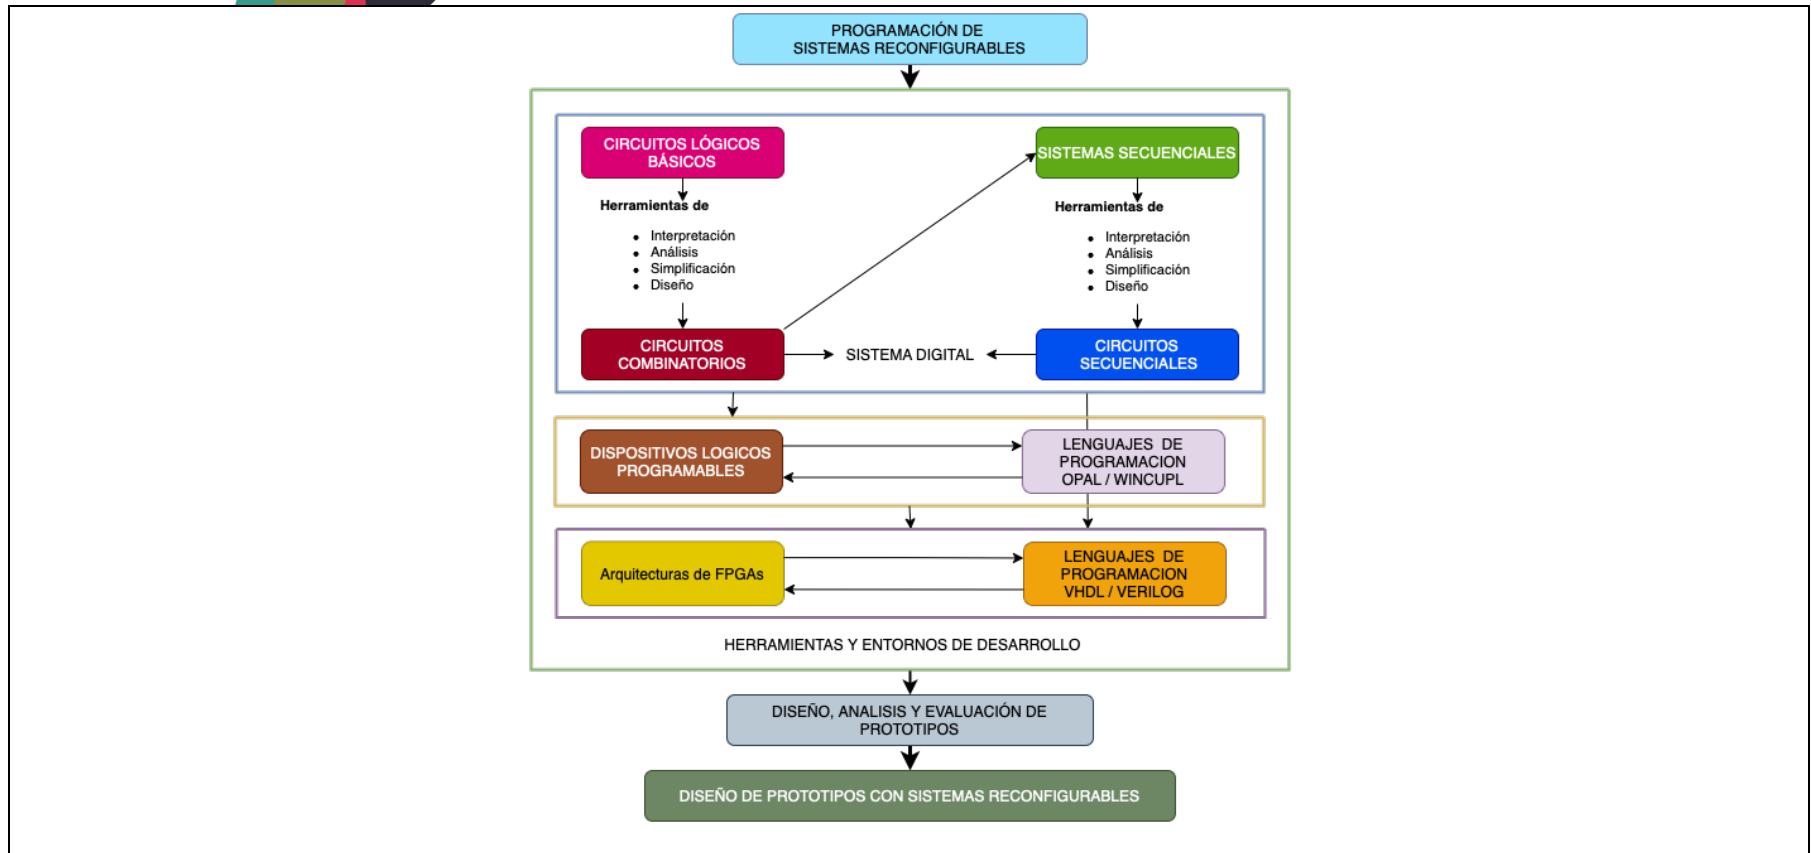 PROGRAMACIÓN DE
SISTEMAS RECONFIGURABLES
CIRCUITOS LÓGICOS
BÁSICOS
Herramientas de
Interpretación
Análisis
Simplificación
Diseño
CIRCUITOS
COMBINATORIOS
SISTEMA DIGITAL
SISTEMAS SECUENCIALES
Herramientas de
Interpretación
Análisis
Simplificación
Diseño
CIRCUITOS
SECUENCIALES
DISPOSITIVOS LOGICOS
PROGRAMABLES
LENGUAJES DE
PROGRAMACION
OPAL / WINCUPL
Arquitecturas de FPGAs
LENGUAJES DE
PROGRAMACION
VHDL / VERILOG
HERRAMIENTAS Y ENTORNOS DE DESARROLLO
DISEÑO, ANALISIS Y EVALUACIÓN DE
PROTOTIPOS
DISEÑO DE PROTOTIPOS CON SISTEMAS RECONFIGURABLES